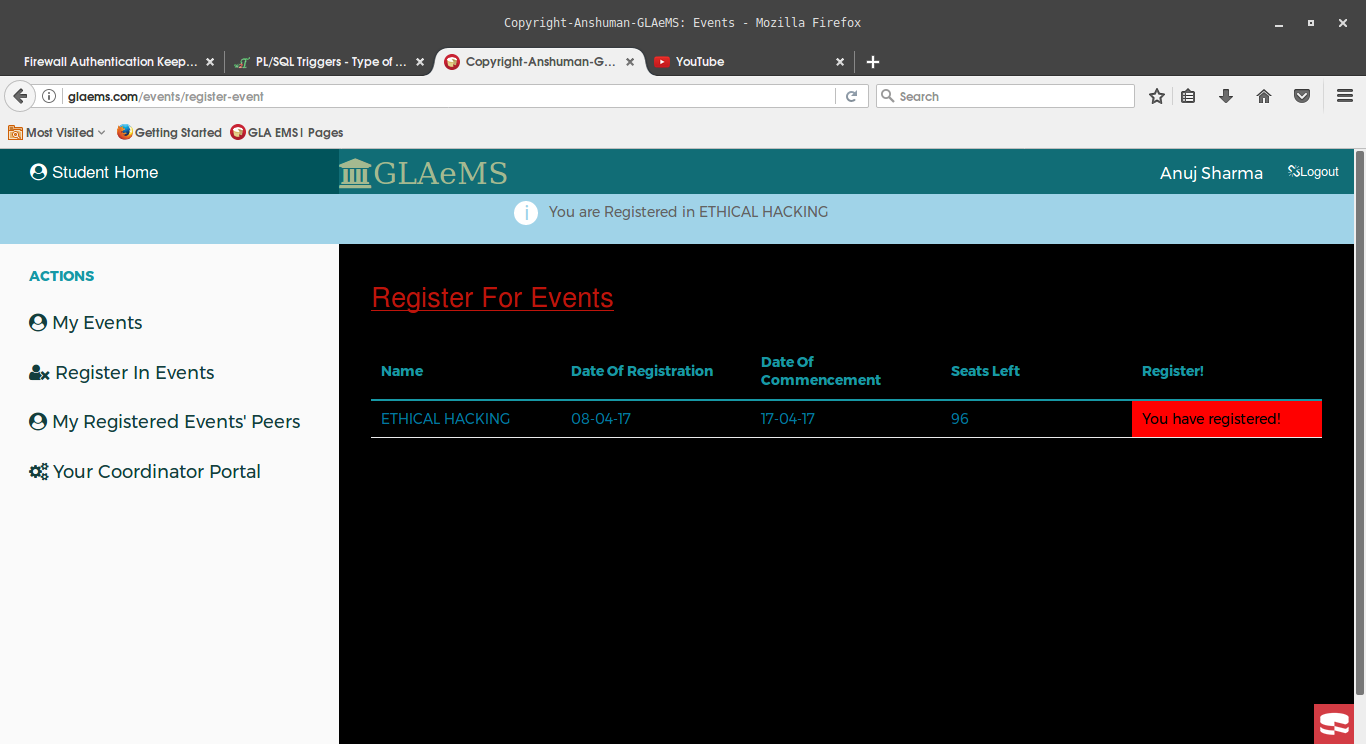 Copyright-Anshuman-GLAeMS: Events - Mozilla Firefox
Firewall Authentication Keep... PL/SQL Triggers - Type of ... Copyright-Anshuman-G... YouTube
glaems.com/events/register-event Search
Most Visited Getting Started GLA EMS| Pages
Student Home GLAeMS Anuj Sharma Logout
You are Registered in ETHICAL HACKING
ACTIONS
My Events
Register In Events
My Registered Events' Peers
Your Coordinator Portal
Register For Events
Name Date Of Registration Date Of Commencement Seats Left Register!
ETHICAL HACKING 08-04-17 17-04-17 96 You have registered!